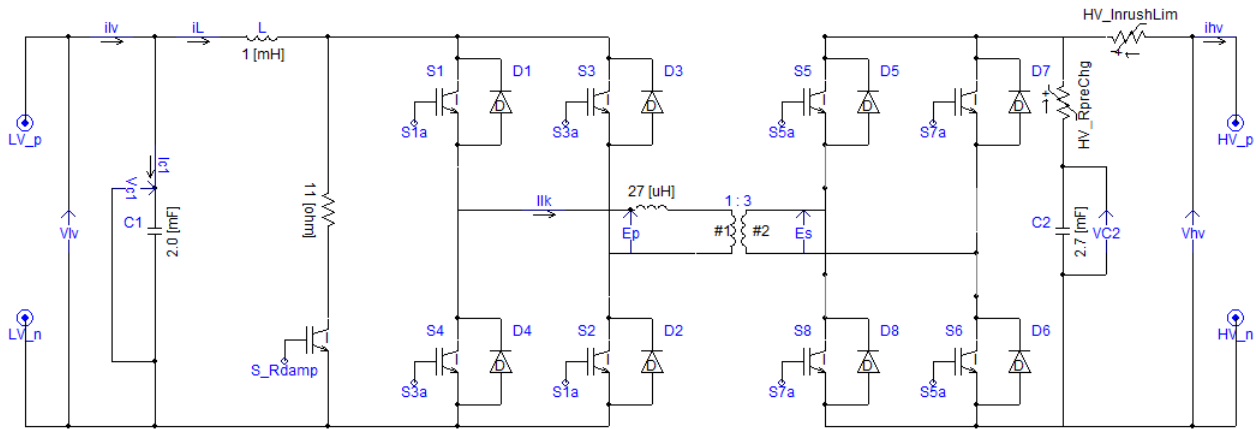 HV_InrushLim
ilv
iL
L
ihv
1 [mH]
S1
D1
S3
D3
S5
D5
D7
I
D
I
D
I
D
I
D
HV_RpreChg
LV_p
S1a
S3a
S5a
S7a
HV_p
Ic1
Vc1
11 [ohm]
27 [uH]
1 : 3
Ilk
C1
2.0 [mF]
Vlv
Ep
#1
#2
Es
C2
2.7 [mF]
VC2
Vhv
LV_n
S4
D4
S2
D2
S8
D8
S6
D6
HV_n
I
I
D
I
D
I
D
I
D
S_Rdamp
S3a
S1a
S7a
S5a